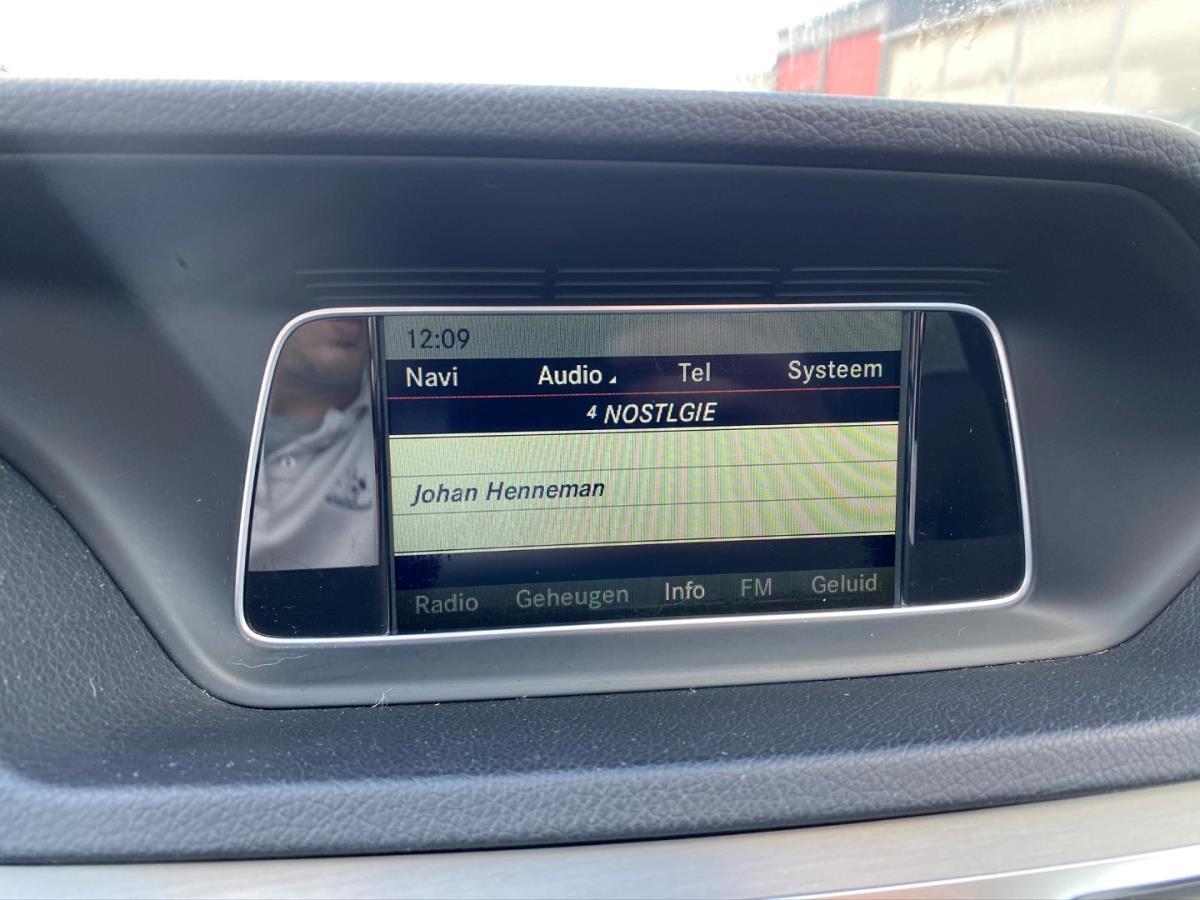 12:09
Navi Audio Tel Systeem
4 NOSTLGIE
Johan Henneman
Radio Geheugen Info FM Geluid